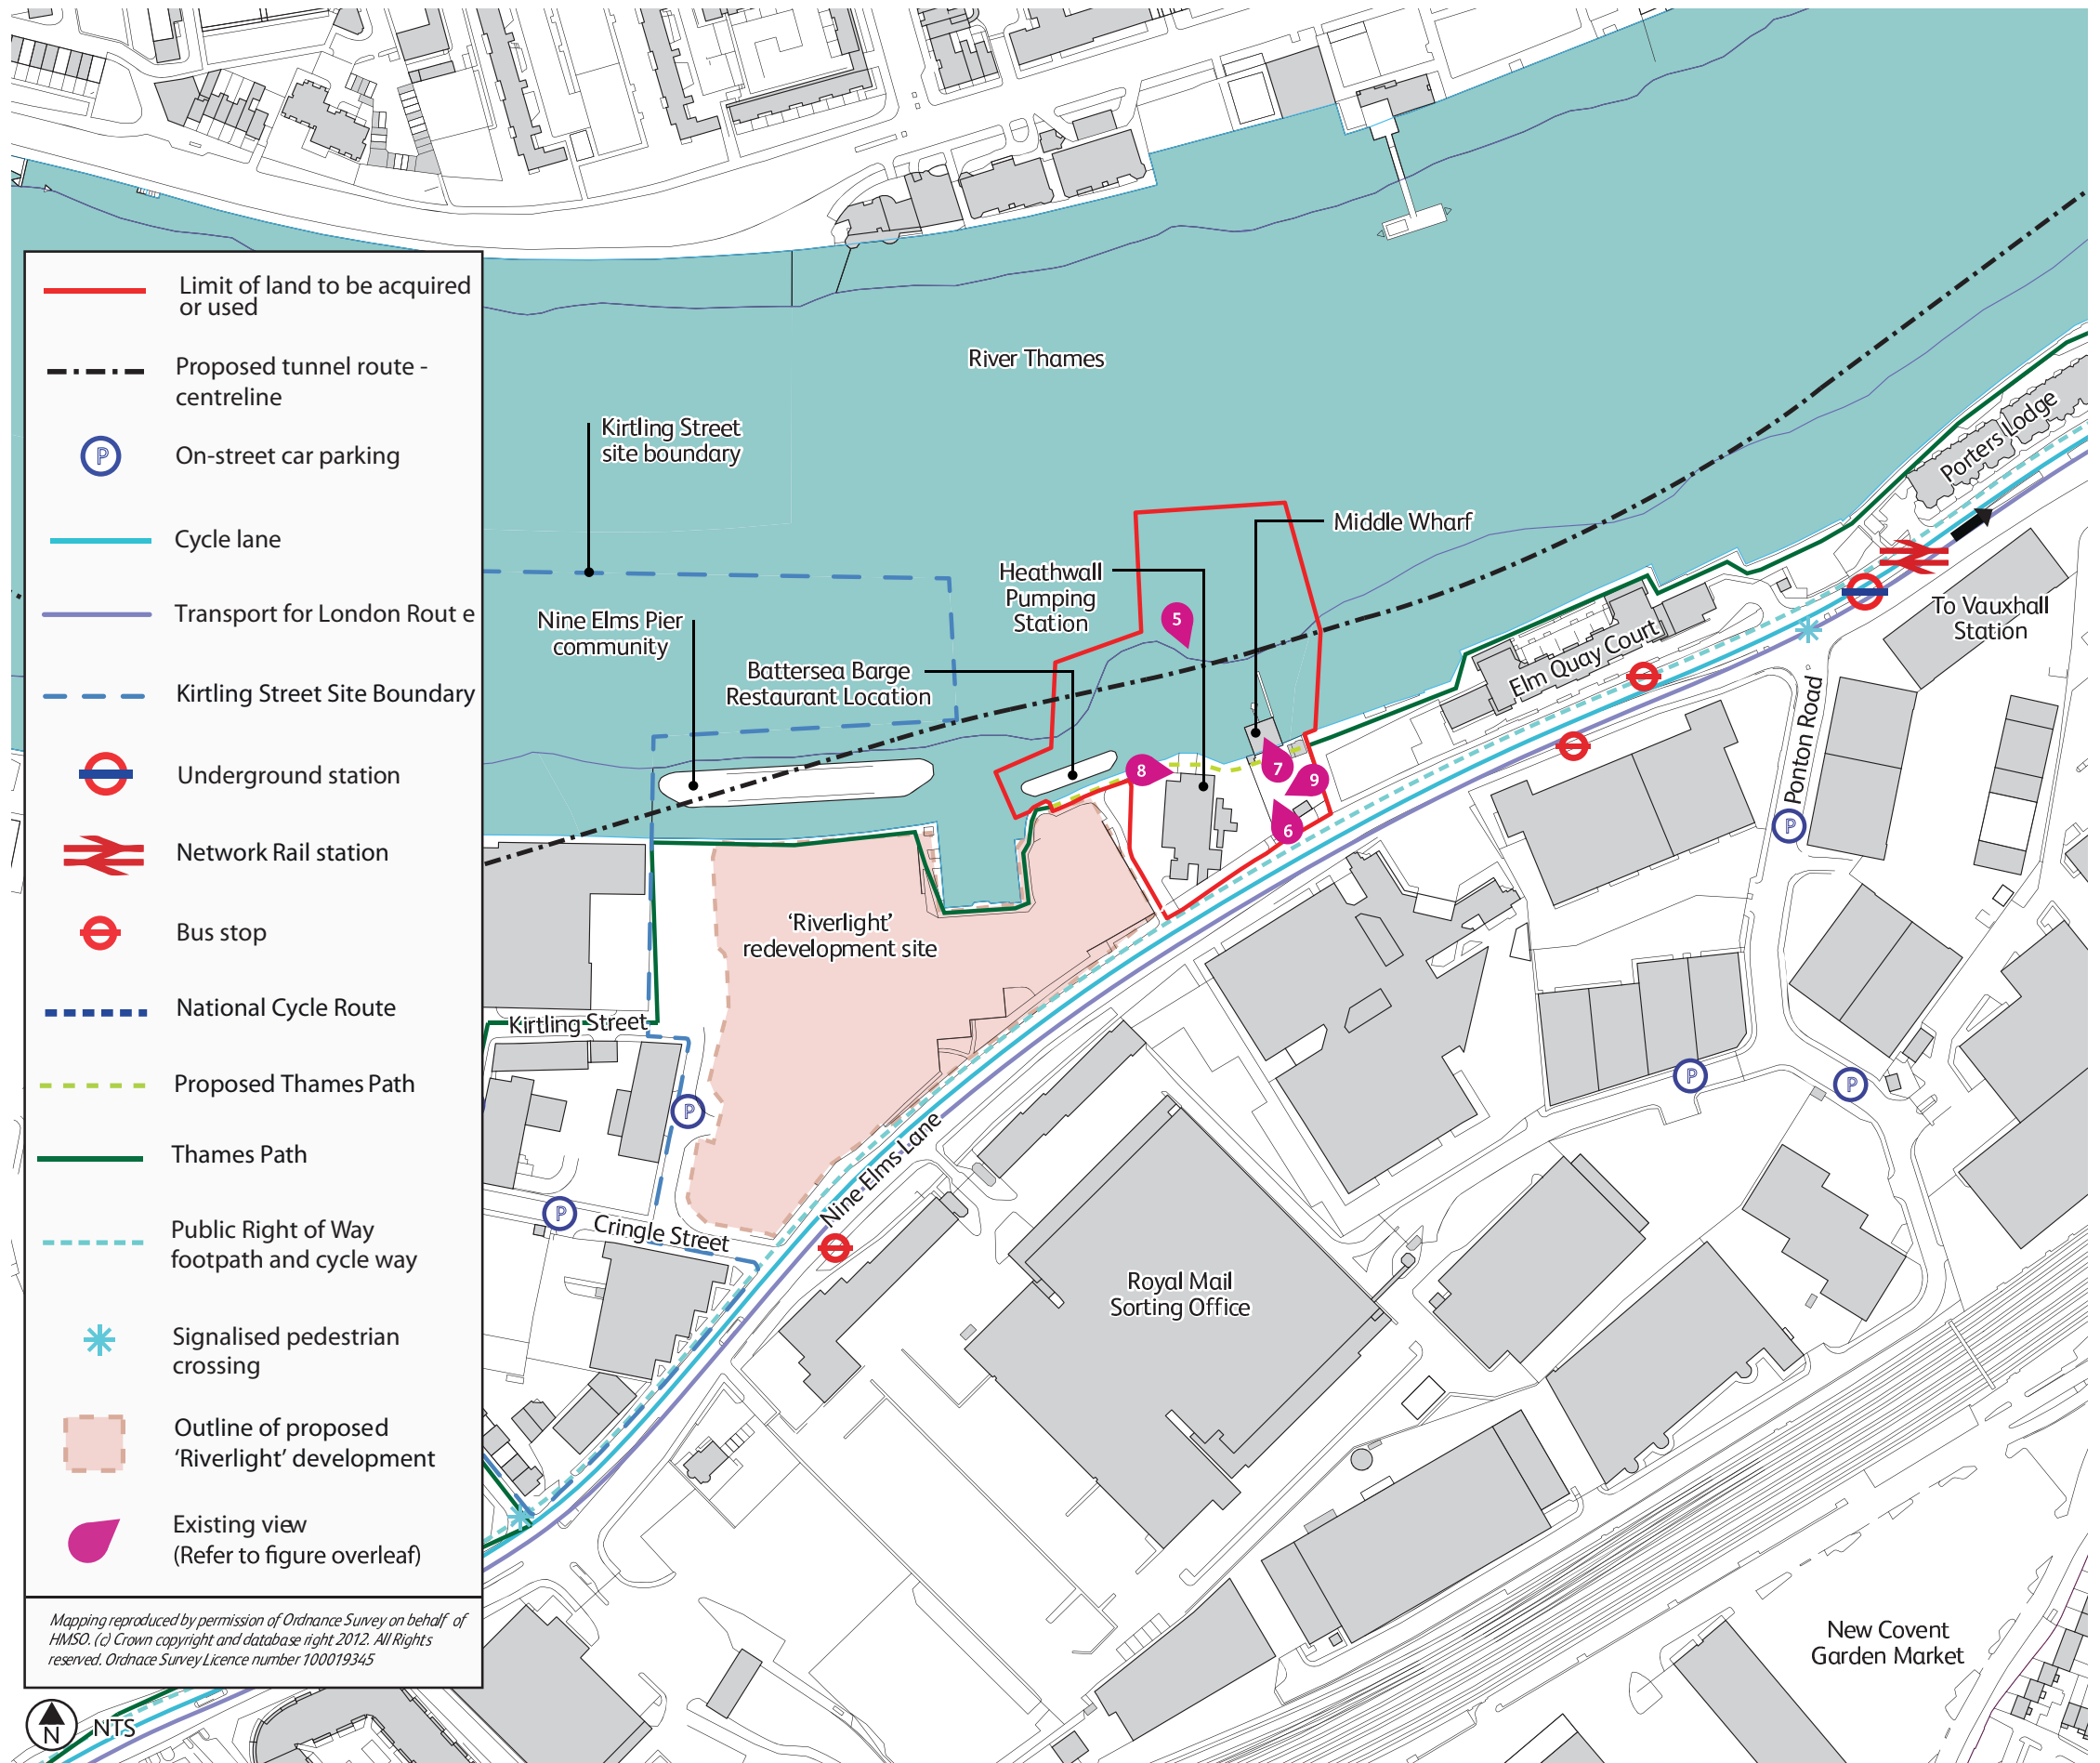 Limit of land to be acquired
or used
Proposed tunnel route -
centreline
P
On-street car parking
Cycle lane
Transport for London Rout e
Kirtling Street Site Boundary
Underground station
Network Rail station
Bus stop
National Cycle Route
Proposed Thames Path
Thames Path
Public Right of Way
footpath and cycle way
Signalised pedestrian
crossing
Outline of proposed
‘Riverlight’ development
Existing view
(Refer to figure overleaf)
Mapping reproduced by permission of Ordnance Survey on behalf of
HMSO. (c) Crown copyright and database right 2012. All Rights
reserved. Ordnace Survey Licence number 100019345
N
NTS
River Thames
Kirtling Street
site boundary
Nine Elms Pier
community
Battersea Barge
Restaurant Location
Heathwall
Pumping
Station
Middle Wharf
5
8
7
9
6
Porters Lodge
Elm Quay Court
To Vauxhall
Station
Ponton Road
P
‘Riverlight’
redevelopment site
Kirtling Street
P
P
Cringle Street
Nine Elms Lane
P
P
Royal Mail
Sorting Office
New Covent
Garden Market